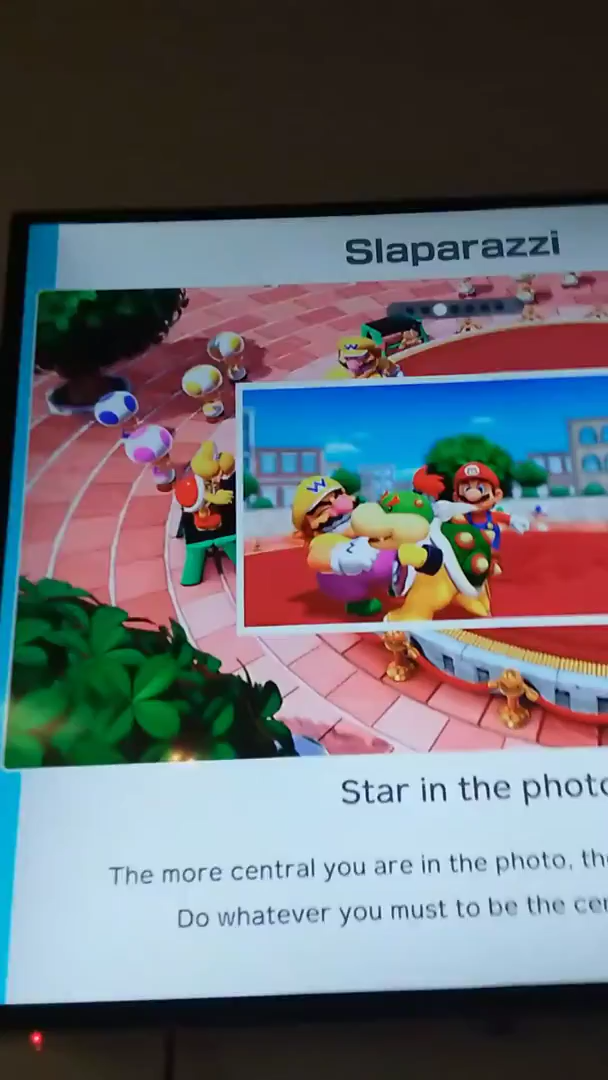 Slaparazzi
Star in the photo
The more central you are in the photo, the
Do whatever you must to be the cen